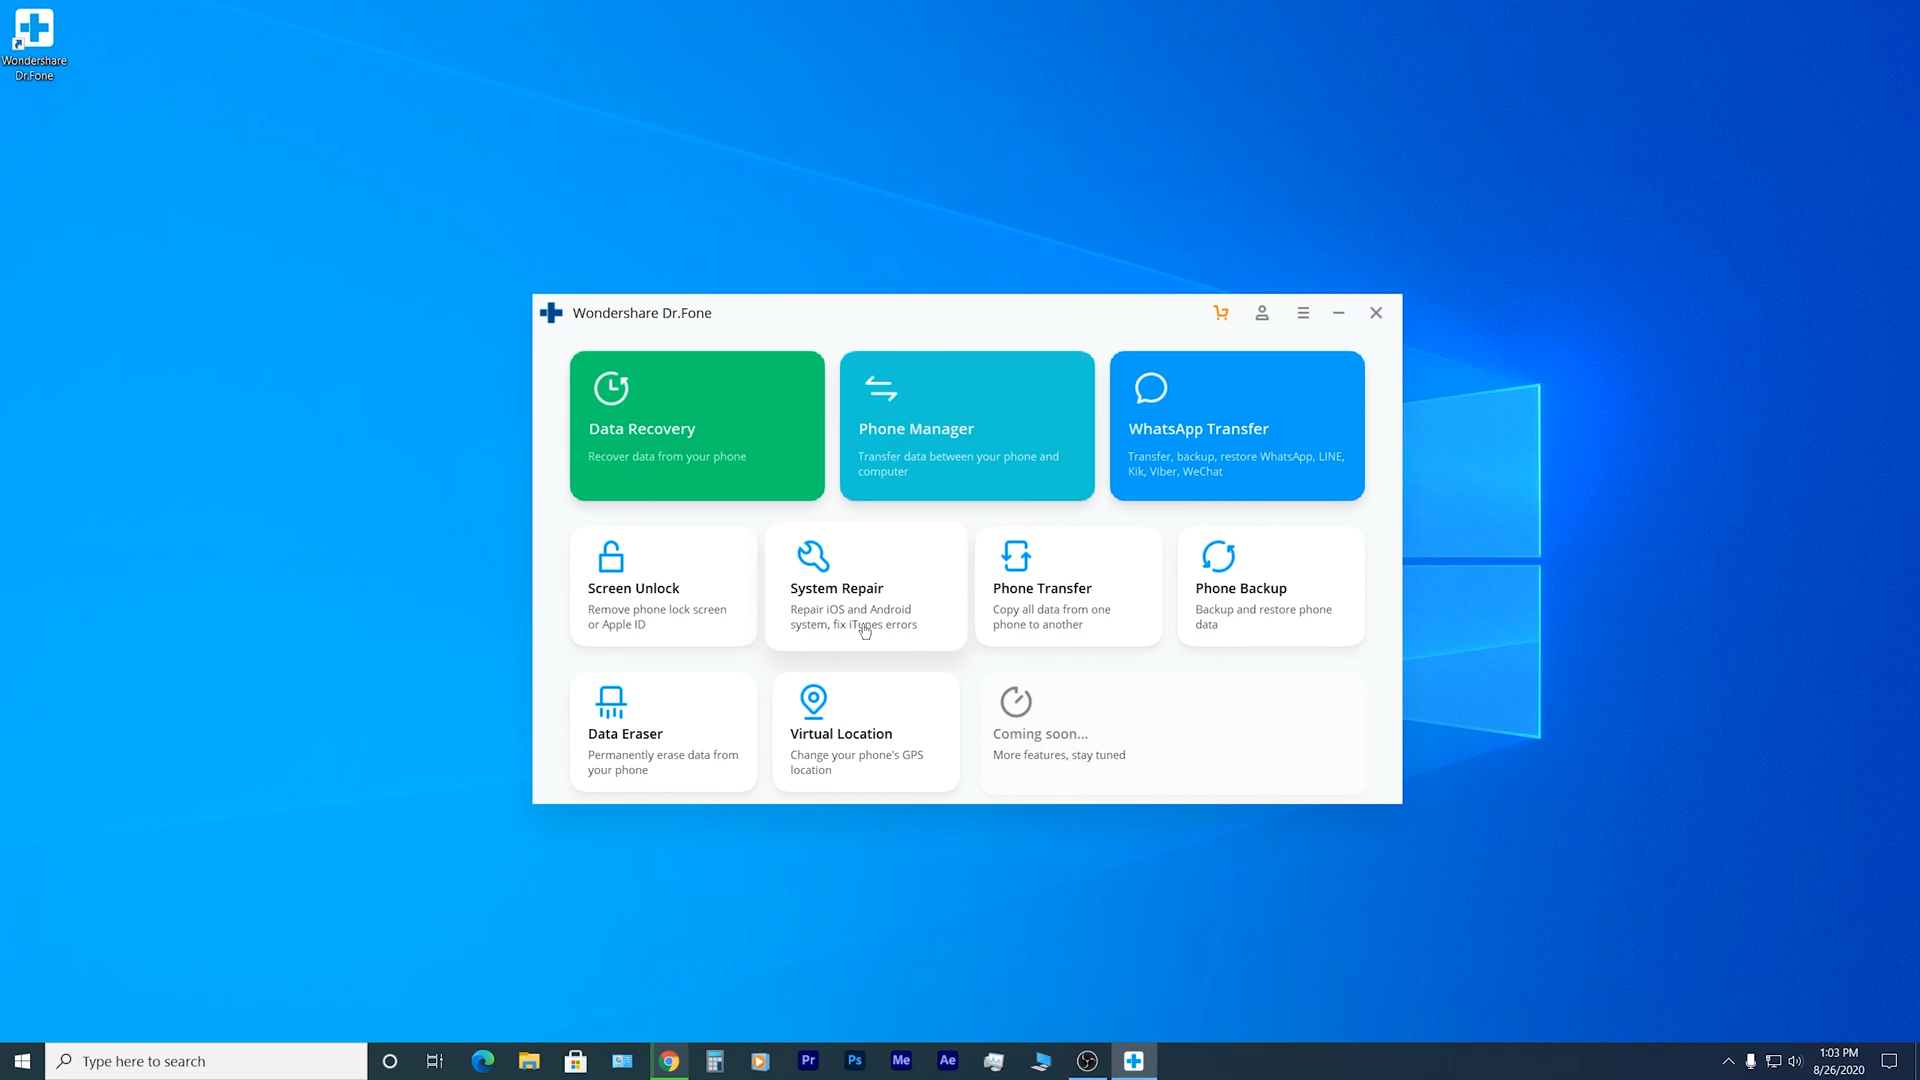 Wondershare
Dr.Fone
Wondershare Dr.Fone
Data Recovery
Recover data from your phone
Phone Manager
Transfer data between your phone and
computer
WhatsApp Transfer
Transfer, backup, restore WhatsApp, LINE,
Kik, Viber, WeChat
Screen Unlock
Remove phone lock screen
or Apple ID
System Repair
Repair iOS and Android
system, fix iTunes errors
Phone Transfer
Copy all data from one
phone to another
Phone Backup
Backup and restore phone
data
Data Eraser
Permanently erase data from
your phone
Virtual Location
Change your phone's GPS
location
Coming soon...
More features, stay tuned
Type here to search
Pr
Ps
Me
Ae
1:03 PM
8/26/2020